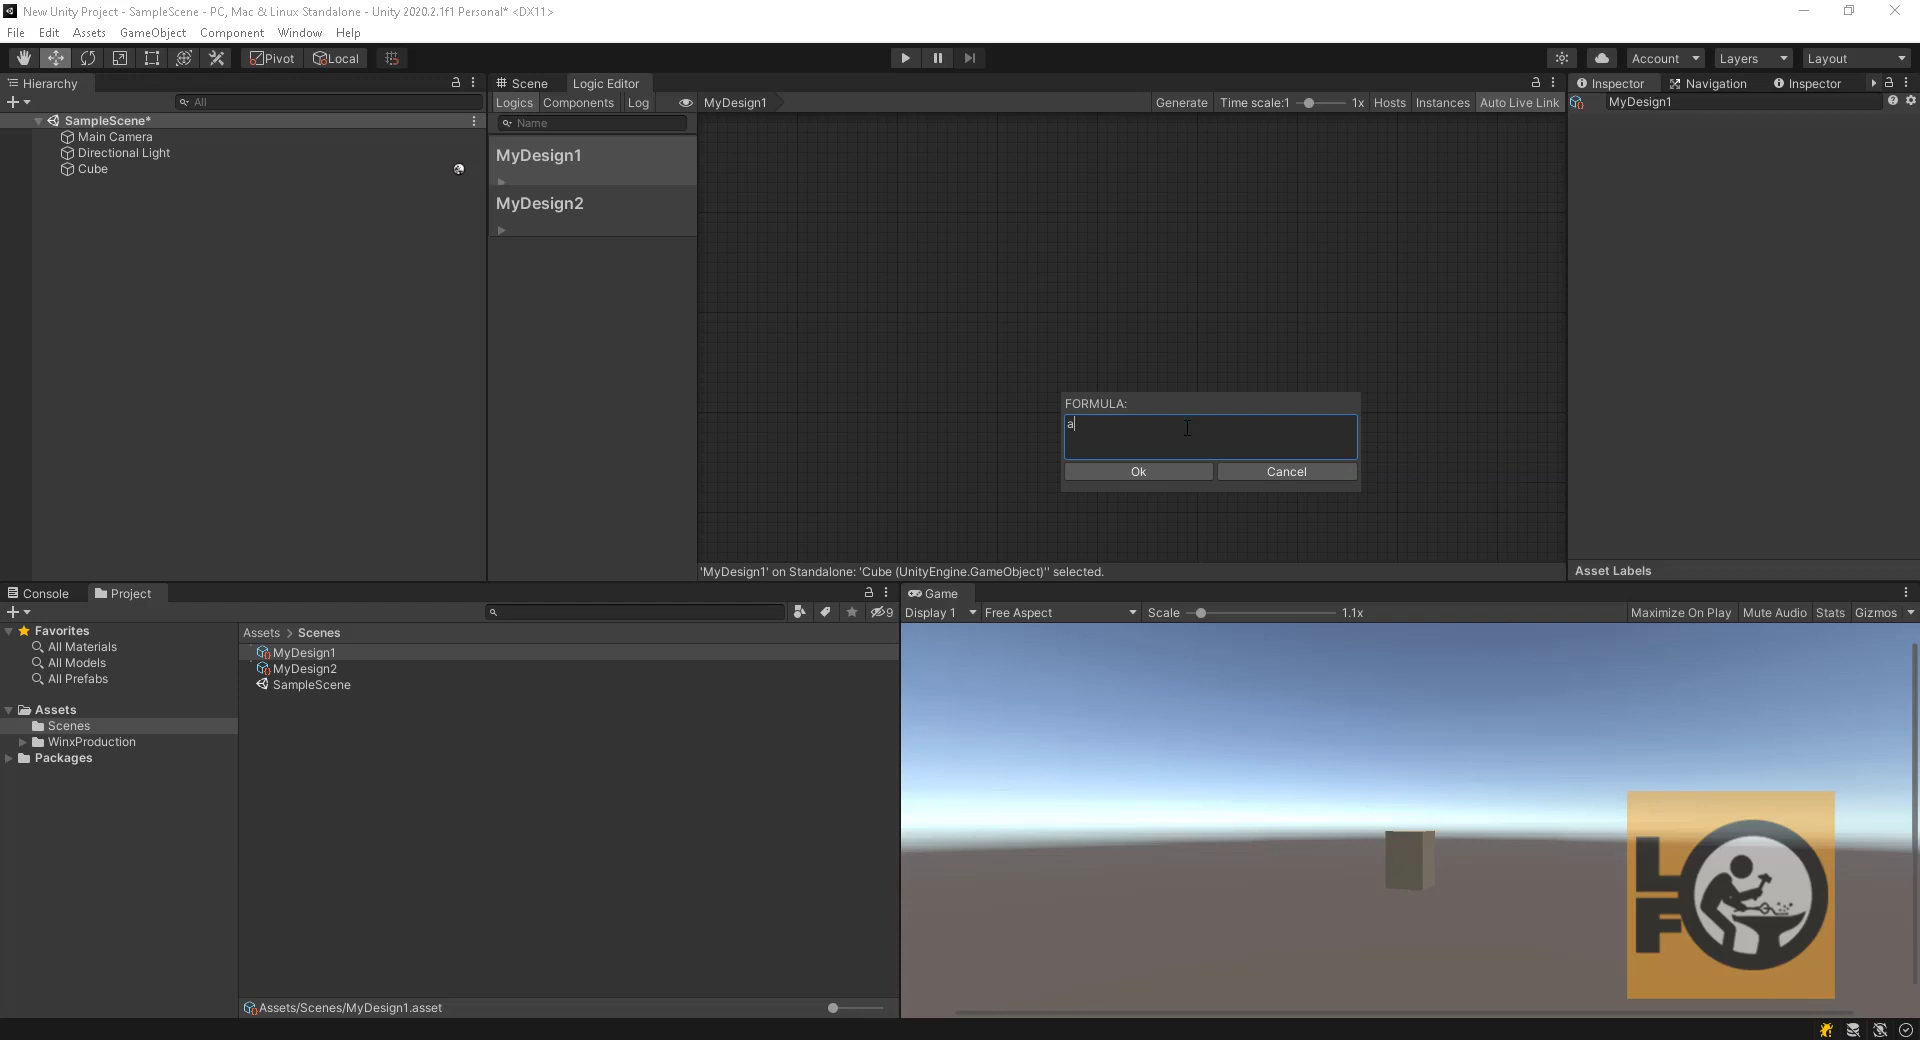 New Unity Project - SampleScene - PC, Mac & Linux Standalone - Unity 2020.2.1f1 Personal* <DX11>
File Edit Assets GameObject Component Window Help
Pivot Local Account Layers Layout
Hierarchy
All
SampleScene*
Main Camera
Directional Light
Cube
Scene Logic Editor
Logics Components Log MyDesign1 Generate Time scale:1 1x Hosts Instances Auto Live Link
Name
MyDesign1
MyDesign2
FORMULA:
a
Ok Cancel
'MyDesign1' on Standalone: 'Cube (UnityEngine.GameObject)'' selected.
Inspector Navigation Inspector
MyDesign1
Asset Labels
Console Project
9
Favorites
All Materials
All Models
All Prefabs
Assets
Scenes
WinxProduction
Packages
Assets > Scenes
MyDesign1
MyDesign2
SampleScene
Assets/Scenes/MyDesign1.asset
Game
Display 1 Free Aspect Scale 1.1x Maximize On Play Mute Audio Stats Gizmos
L
F